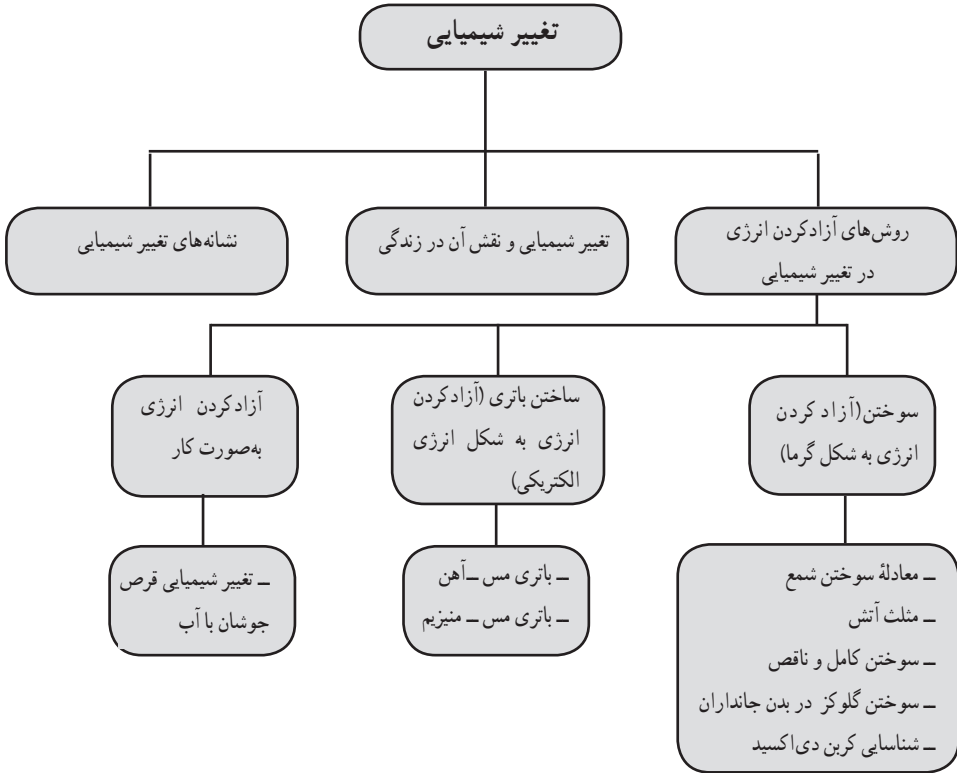 تغییر شیمیایی
روش‌های آزادکردن انرژی
در تغییر شیمیایی
تغییر شیمیایی و نقش آن در زندگی
نشانه‌های تغییر شیمیایی
سوختن(آزاد کردن
انرژی به شکل گرما)
ساختن باتری (آزادکردن
انرژی به شکل انرژی
الکتریکی)
آزادکردن انرژی
به‌صورت کار
ــ معادلۀ سوختن شمع
ــ مثلث آتش
ــ سوختن کامل و ناقص
ــ سوختن گلوکز در بدن جانداران
ــ شناسایی کربن دی‌اکسید
ــ باتری مس ــ آهن
ــ باتری مس ــ منیزیم
ــ تغییر شیمیایی قرص
جوشان با آب